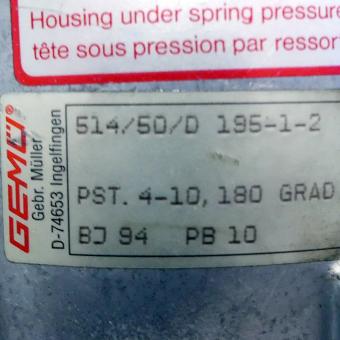 Housing under spring pressure
tête sous pression par ressor
GEMÜ®
Gebr. Müller
D-74653 Ingelfingen
514/50/D 195-1-2
PST. 4-10, 180 GRAD
BJ 94 PB 10